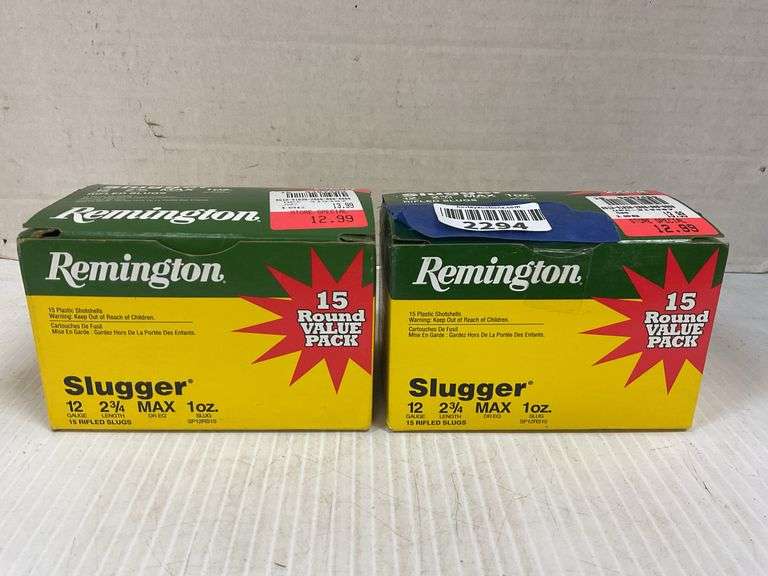 Remington.
12.99
Remington.
15
Round
VALUE
PACK
15 Plastic Shotshells
Warning: Keep Out of Reach of Children.
Cartouches De Fusil
Mise En Garde : Gardez Hors De La Portée Des Enfants.
Slugger®
12 2¾ MAX 1oz.
GAUGE LENGTH DR EQ SLUG
15 RIFLED SLUGS SP12RS15
Slugger
RIFLED SLUGS
2294
12.99
Remington.
15
Round
VALUE
PACK
15 Plastic Shotshells
Warning: Keep Out of Reach of Children.
Cartouches De Fusil
Mise En Garde : Gardez Hors De La Portée Des Enfants.
Slugger®
12 2¾ MAX 1oz.
GAUGE LENGTH DR EQ SLUG
15 RIFLED SLUGS SP12RS15